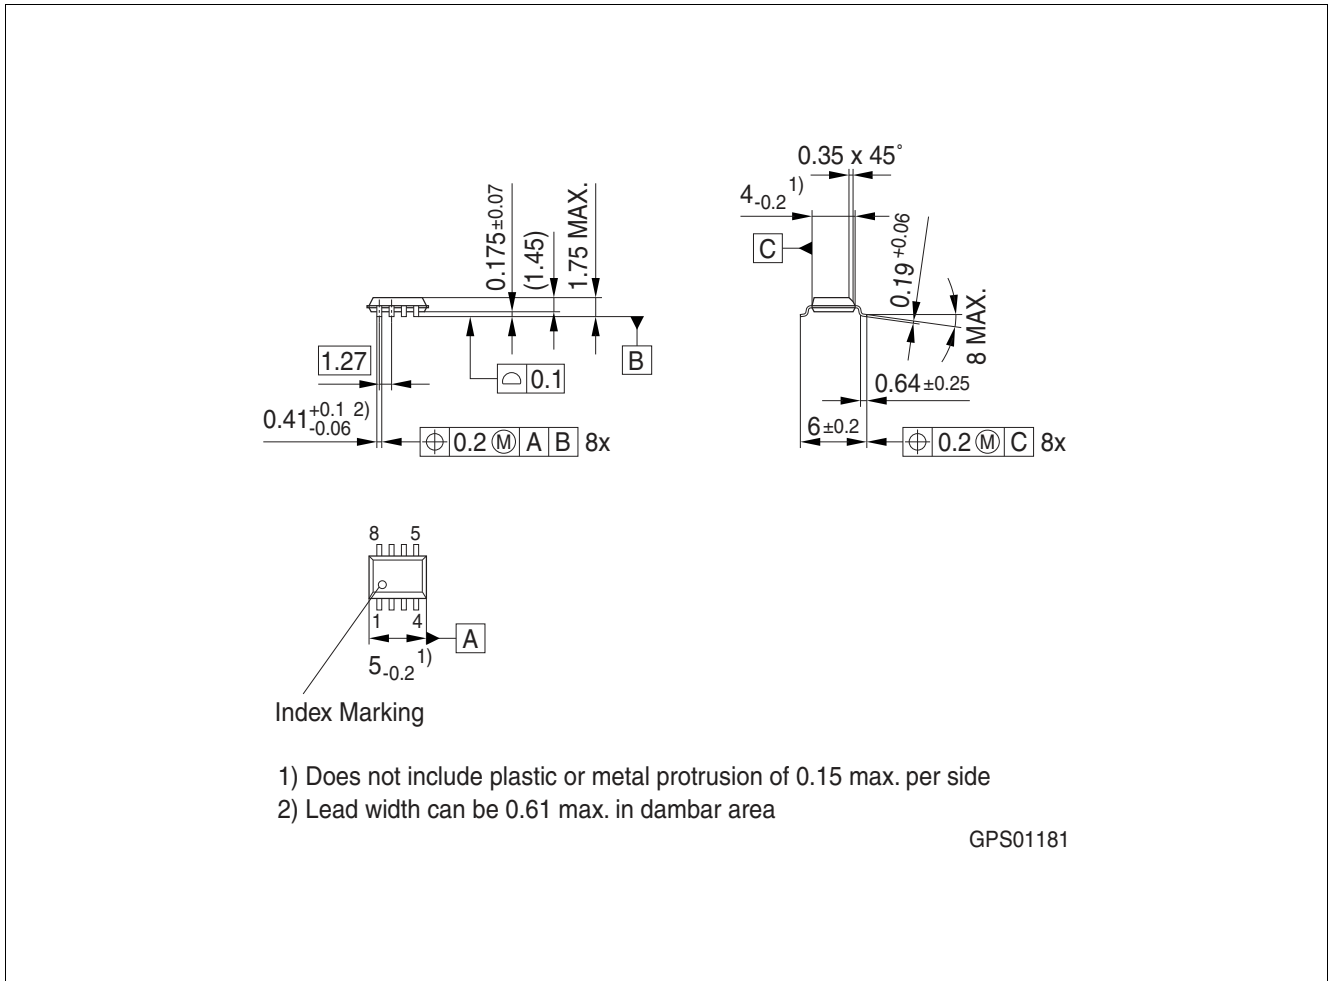 0.175±0.07
(1.45)
1.75 MAX.
1.27
0.41 +0.1 -0.06 2)
0.1
B
0.2 Ⓜ A B 8x
0.35 x 45˚
4 -0.2 1)
C
0.19 +0.06
8 MAX.
0.64 ±0.25
6 ±0.2
0.2 Ⓜ C 8x
8 5
1 4
A
5 -0.2 1)
Index Marking
1) Does not include plastic or metal protrusion of 0.15 max. per side
2) Lead width can be 0.61 max. in dambar area
GPS01181